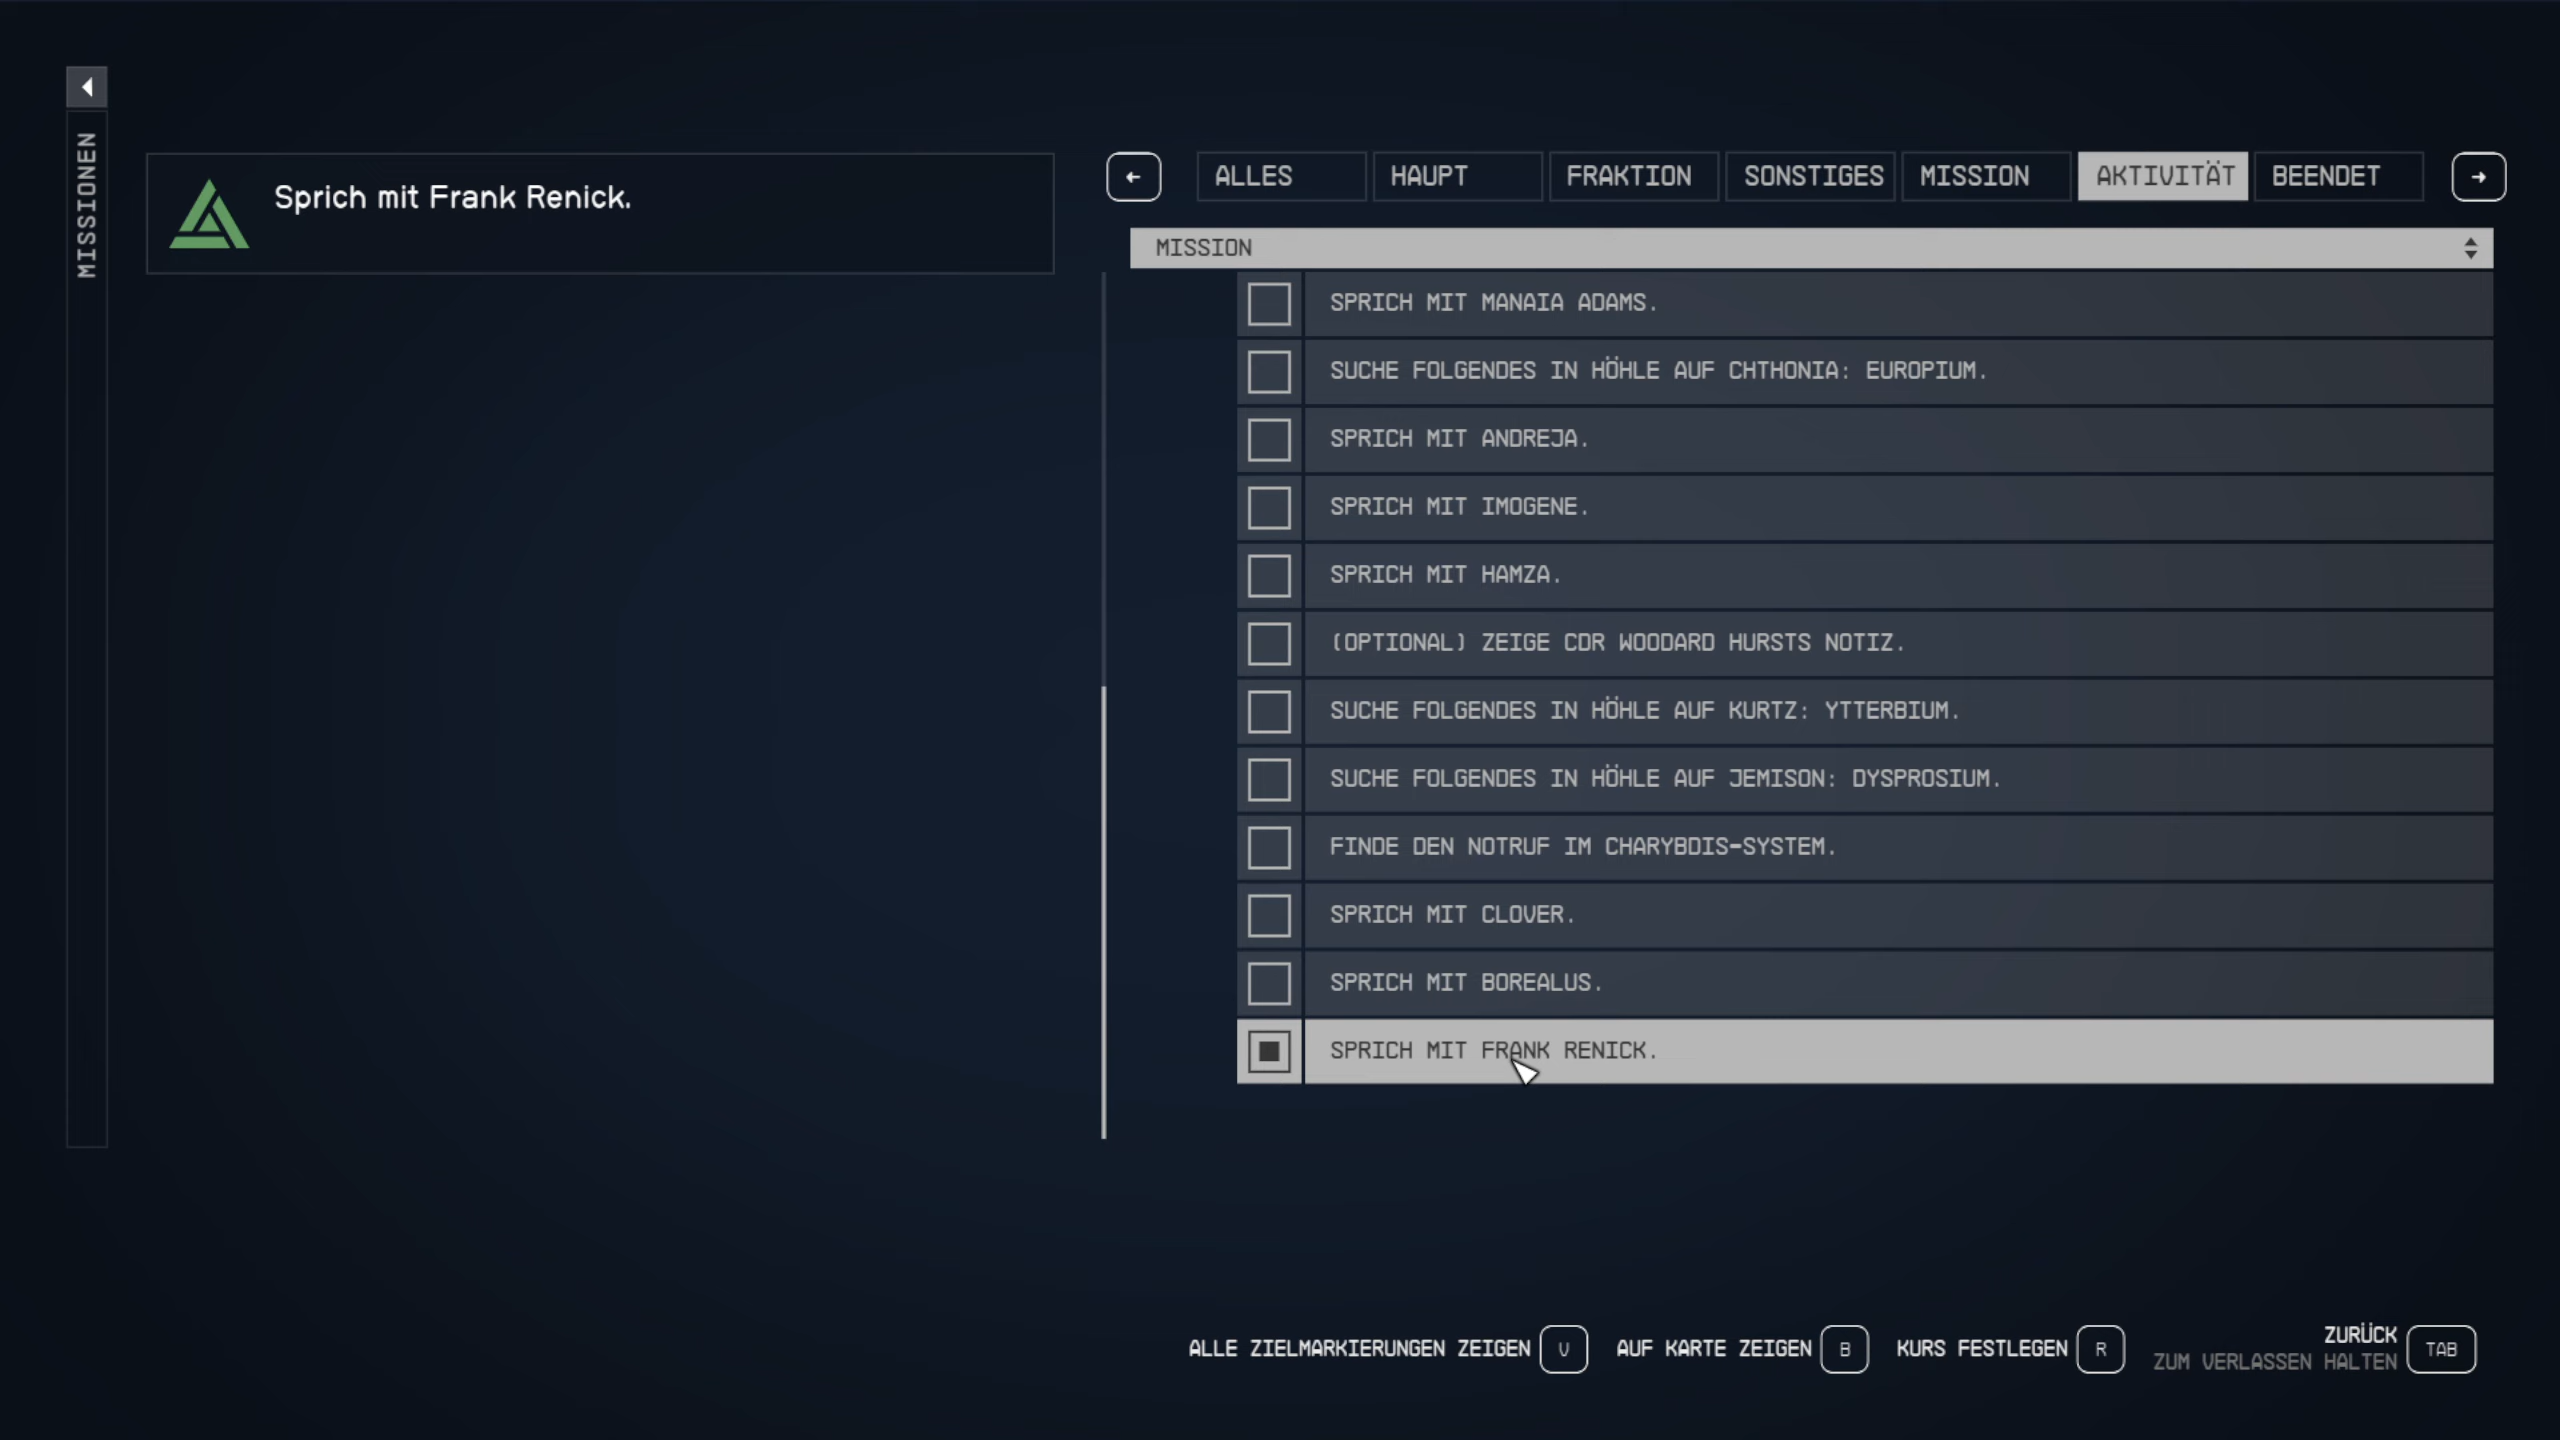 MISSIONEN
Sprich mit Frank Renick.
ALLES HAUPT FRAKTION SONSTIGES MISSION AKTIVITÄT BEENDET
MISSION
SPRICH MIT MANAIA ADAMS.
SUCHE FOLGENDES IN HÖHLE AUF CHTHONIA: EUROPIUM.
SPRICH MIT ANDREJA.
SPRICH MIT IMOGENE.
SPRICH MIT HAMZA.
(OPTIONAL) ZEIGE CDR WOODARD HURSTS NOTIZ.
SUCHE FOLGENDES IN HÖHLE AUF KURTZ: YTTERBIUM.
SUCHE FOLGENDES IN HÖHLE AUF JEMISON: DYSPROSIUM.
FINDE DEN NOTRUF IM CHARYBDIS-SYSTEM.
SPRICH MIT CLOVER.
SPRICH MIT BOREALUS.
SPRICH MIT FRANK RENICK.
ALLE ZIELMARKIERUNGEN ZEIGEN V AUF KARTE ZEIGEN B KURS FESTLEGEN R ZURÜCK TAB
ZUM VERLASSEN HALTEN